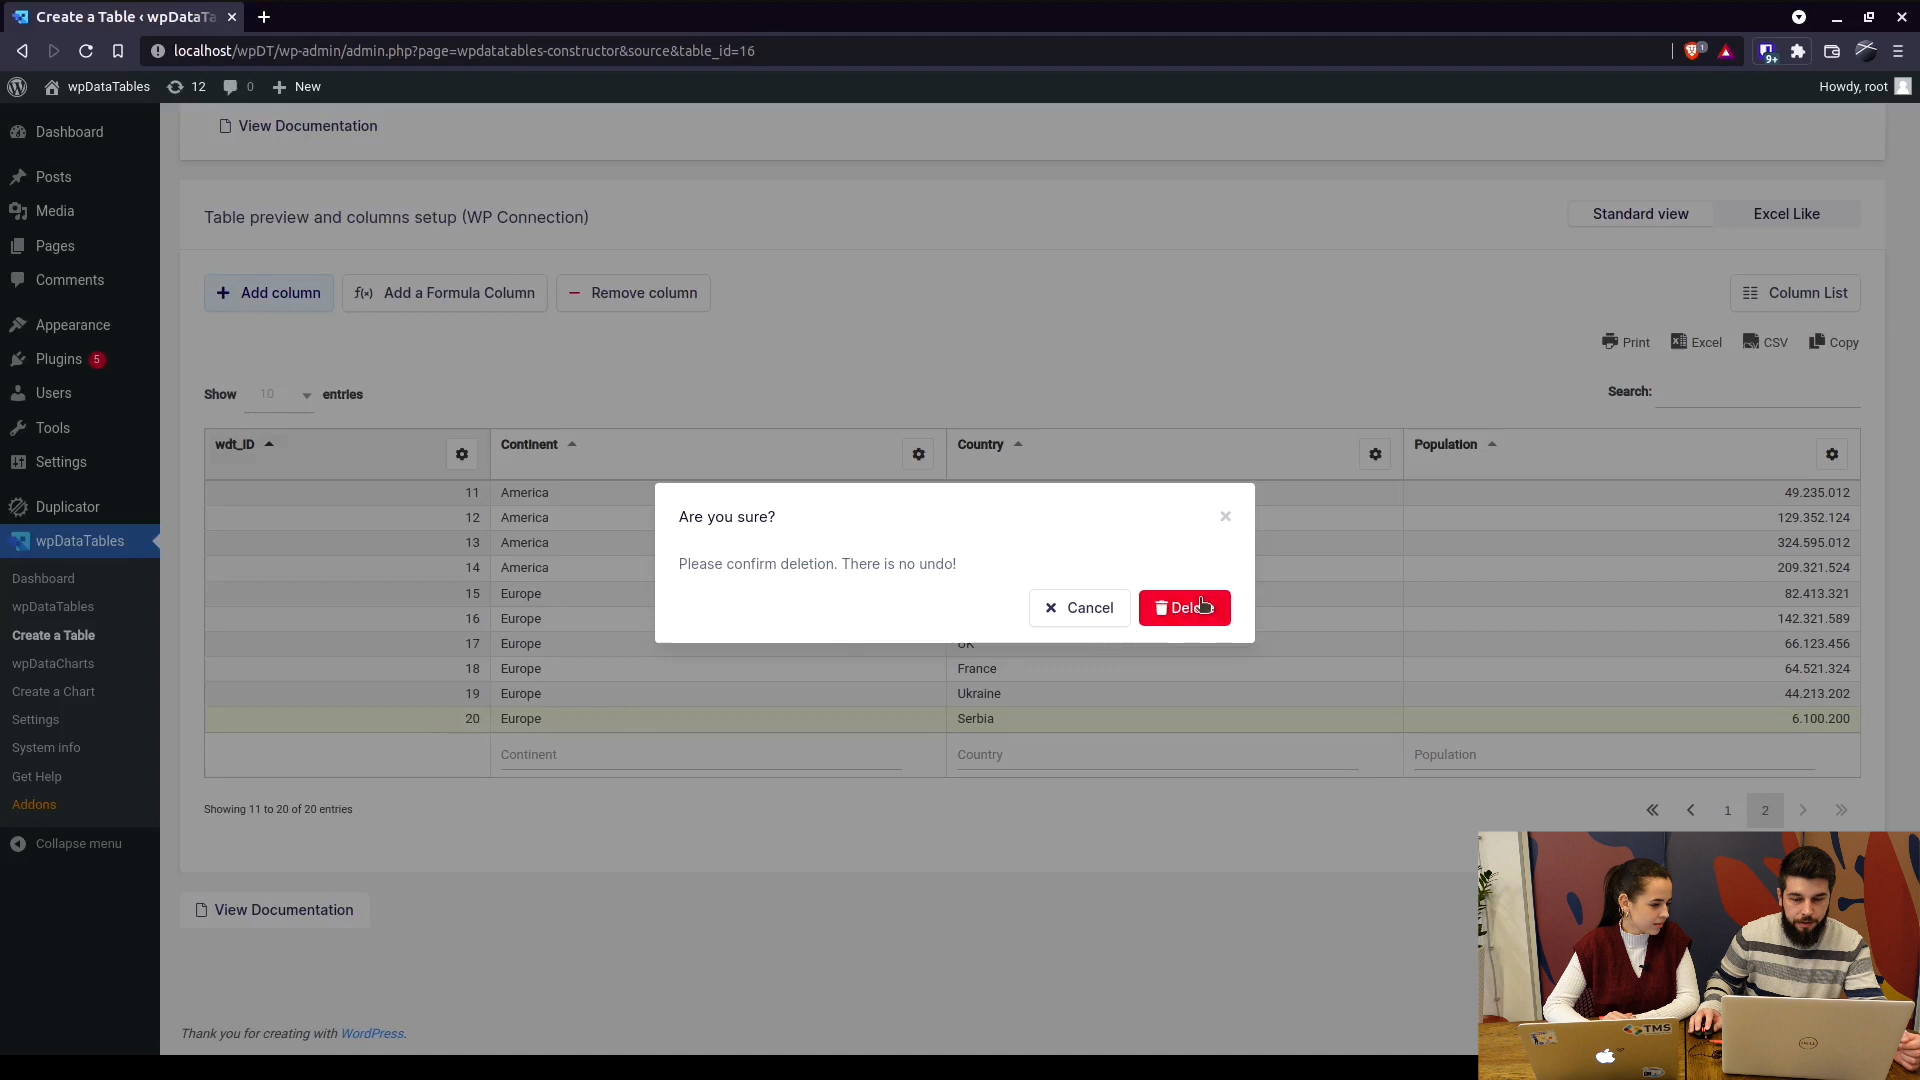 Create a Table ‹ wpDataTa
localhost/wpDT/wp-admin/admin.php?page=wpdatatables-constructor&source&table_id=16
1
9+
wpDataTables
12
0
New
Howdy, root
Dashboard
Posts
Media
Pages
Comments
Appearance
Plugins 5
Users
Tools
Settings
Duplicator
wpDataTables
Dashboard
wpDataTables
Create a Table
wpDataCharts
Create a Chart
Settings
System info
Get Help
Addons
Collapse menu
View Documentation
Table preview and columns setup (WP Connection)
Standard view
Excel Like
Add column
f(x) Add a Formula Column
Remove column
Column List
Print
Excel
CSV
Copy
Show 10 entries
Search:
wdt_ID Continent Country Population
11 America 49.235.012
12 America 129.352.124
13 America 324.595.012
14 America 209.321.524
15 Europe 82.413.321
16 Europe 142.321.589
17 Europe UK 66.123.456
18 Europe France 64.521.324
19 Europe Ukraine 44.213.202
20 Europe Serbia 6.100.200
Continent Country Population
Are you sure?
Please confirm deletion. There is no undo!
Cancel
Showing 11 to 20 of 20 entries
1 2
View Documentation
Thank you for creating with WordPress.
TMS
DELL